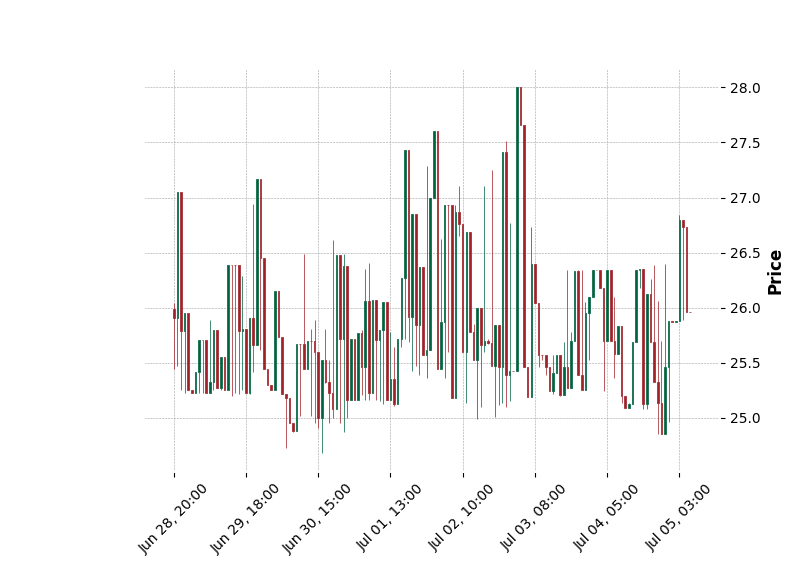 28.0
27.5
27.0
26.5
26.0
25.5
25.0
Price
Jun 28, 20:00
Jun 29, 18:00
Jun 30, 15:00
Jul 01, 13:00
Jul 02, 10:00
Jul 03, 08:00
Jul 04, 05:00
Jul 05, 03:00